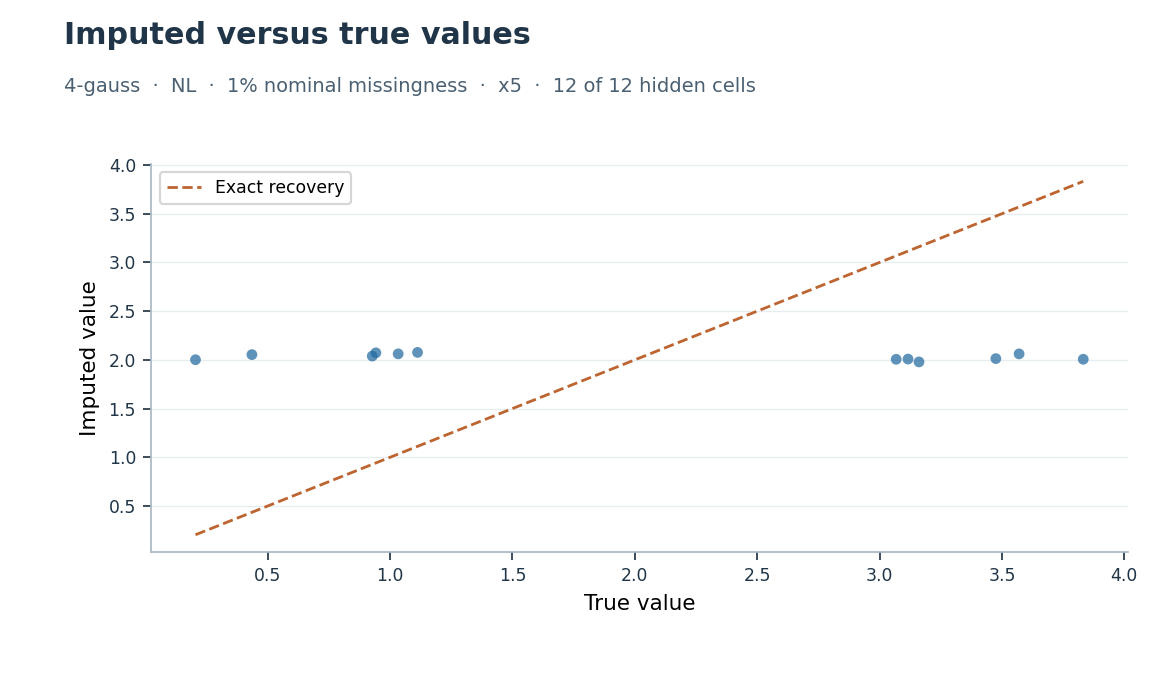 Imputed versus true values
4-gauss · NL · 1% nominal missingness · x5 · 12 of 12 hidden cells
4.0
Exact recovery
3.5
3.0
2.5
2.0
1.5
1.0
0.5
Imputed value
0.5 1.0 1.5 2.0 2.5 3.0 3.5 4.0
True value